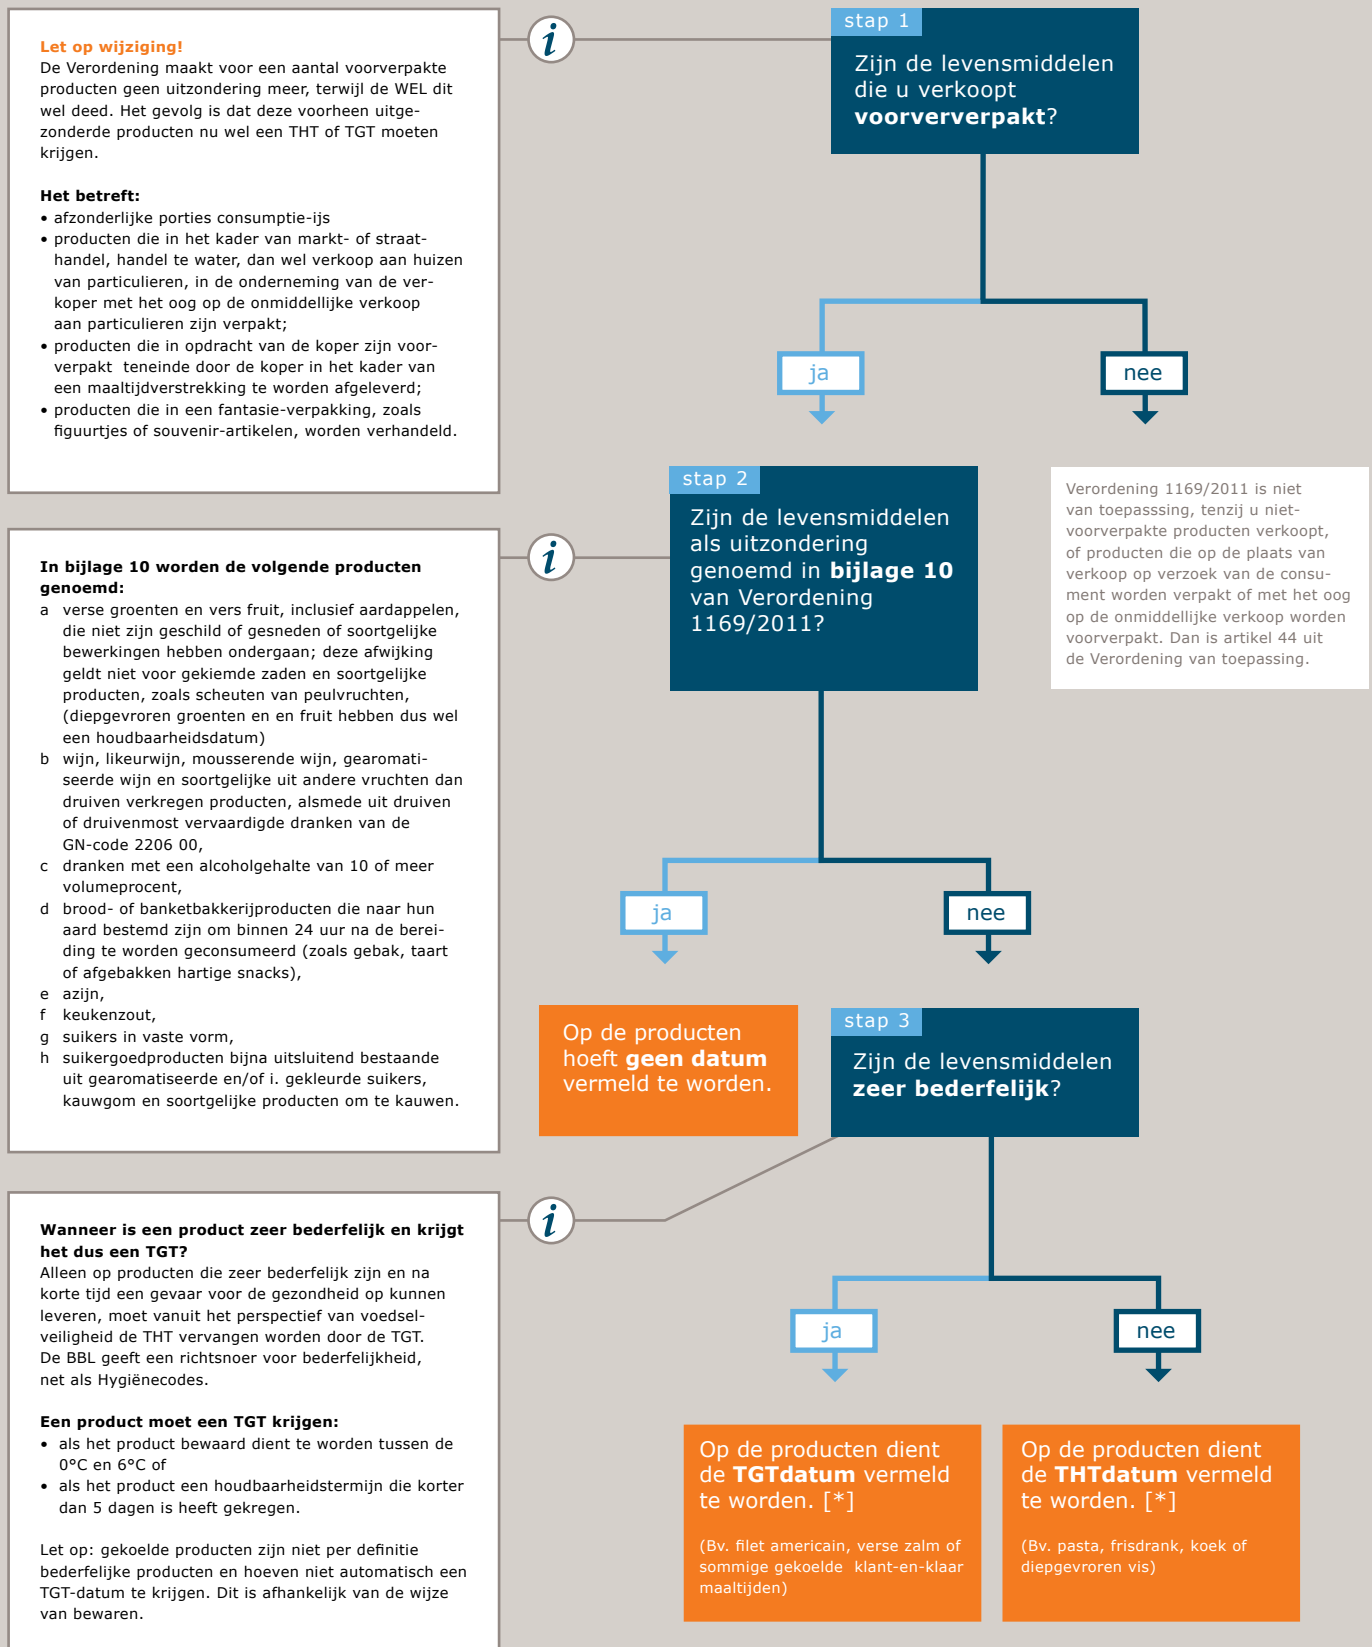 Let op wijziging!
De Verordening maakt voor een aantal voorverpakte
producten geen uitzondering meer, terwijl de WEL dit
wel deed. Het gevolg is dat deze voorheen uitge-
zonderde producten nu wel een THT of TGT moeten
krijgen.
Het betreft:
• afzonderlijke porties consumptie-ijs
• producten die in het kader van markt- of straat-
handel, handel te water, dan wel verkoop aan huizen
van particulieren, in de onderneming van de ver-
koper met het oog op de onmiddellijke verkoop
aan particulieren zijn verpakt;
• producten die in opdracht van de koper zijn voor-
verpakt teneinde door de koper in het kader van
een maaltijdverstrekking te worden afgeleverd;
• producten die in een fantasie-verpakking, zoals
figuurtjes of souvenir-artikelen, worden verhandeld.
i
stap 1
Zijn de levensmiddelen
die u verkoopt
voorververpakt?
ja
nee
In bijlage 10 worden de volgende producten
genoemd:
a verse groenten en vers fruit, inclusief aardappelen,
die niet zijn geschild of gesneden of soortgelijke
bewerkingen hebben ondergaan; deze afwijking
geldt niet voor gekiemde zaden en soortgelijke
producten, zoals scheuten van peulvruchten,
(diepgevroren groenten en en fruit hebben dus wel
een houdbaarheidsdatum)
b wijn, likeurwijn, mousserende wijn, gearomati-
seerde wijn en soortgelijke uit andere vruchten dan
druiven verkregen producten, alsmede uit druiven
of druivenmost vervaardigde dranken van de
GN-code 2206 00,
c dranken met een alcoholgehalte van 10 of meer
volumeprocent,
d brood- of banketbakkerijproducten die naar hun
aard bestemd zijn om binnen 24 uur na de berei-
ding te worden geconsumeerd (zoals gebak, taart
of afgebakken hartige snacks),
e azijn,
f keukenzout,
g suikers in vaste vorm,
h suikergoedproducten bijna uitsluitend bestaande
uit gearomatiseerde en/of i. gekleurde suikers,
kauwgom en soortgelijke producten om te kauwen.
i
stap 2
Zijn de levensmiddelen
als uitzondering
genoemd in bijlage 10
van Verordening
1169/2011?
Verordening 1169/2011 is niet
van toepasssing, tenzij u niet-
voorverpakte producten verkoopt,
of producten die op de plaats van
verkoop op verzoek van de consu-
ment worden verpakt of met het oog
op de onmiddellijke verkoop worden
voorverpakt. Dan is artikel 44 uit
de Verordening van toepassing.
ja
nee
Op de producten
hoeft geen datum
vermeld te worden.
stap 3
Zijn de levensmiddelen
zeer bederfelijk?
Wanneer is een product zeer bederfelijk en krijgt
het dus een TGT?
Alleen op producten die zeer bederfelijk zijn en na
korte tijd een gevaar voor de gezondheid op kunnen
leveren, moet vanuit het perspectief van voedsel-
veiligheid de THT vervangen worden door de TGT.
De BBL geeft een richtsnoer voor bederfelijkheid,
net als Hygiënecodes.
Een product moet een TGT krijgen:
• als het product bewaard dient te worden tussen de
0°C en 6°C of
• als het product een houdbaarheidstermijn die korter
dan 5 dagen is heeft gekregen.
Let op: gekoelde producten zijn niet per definitie
bederfelijke producten en hoeven niet automatisch een
TGT-datum te krijgen. Dit is afhankelijk van de wijze
van bewaren.
i
ja
nee
Op de producten dient
de TGTdatum vermeld
te worden. [*]
(Bv. filet americain, verse zalm of
sommige gekoelde klant-en-klaar
maaltijden)
Op de producten dient
de THTdatum vermeld
te worden. [*]
(Bv. pasta, frisdrank, koek of
diepgevroren vis)